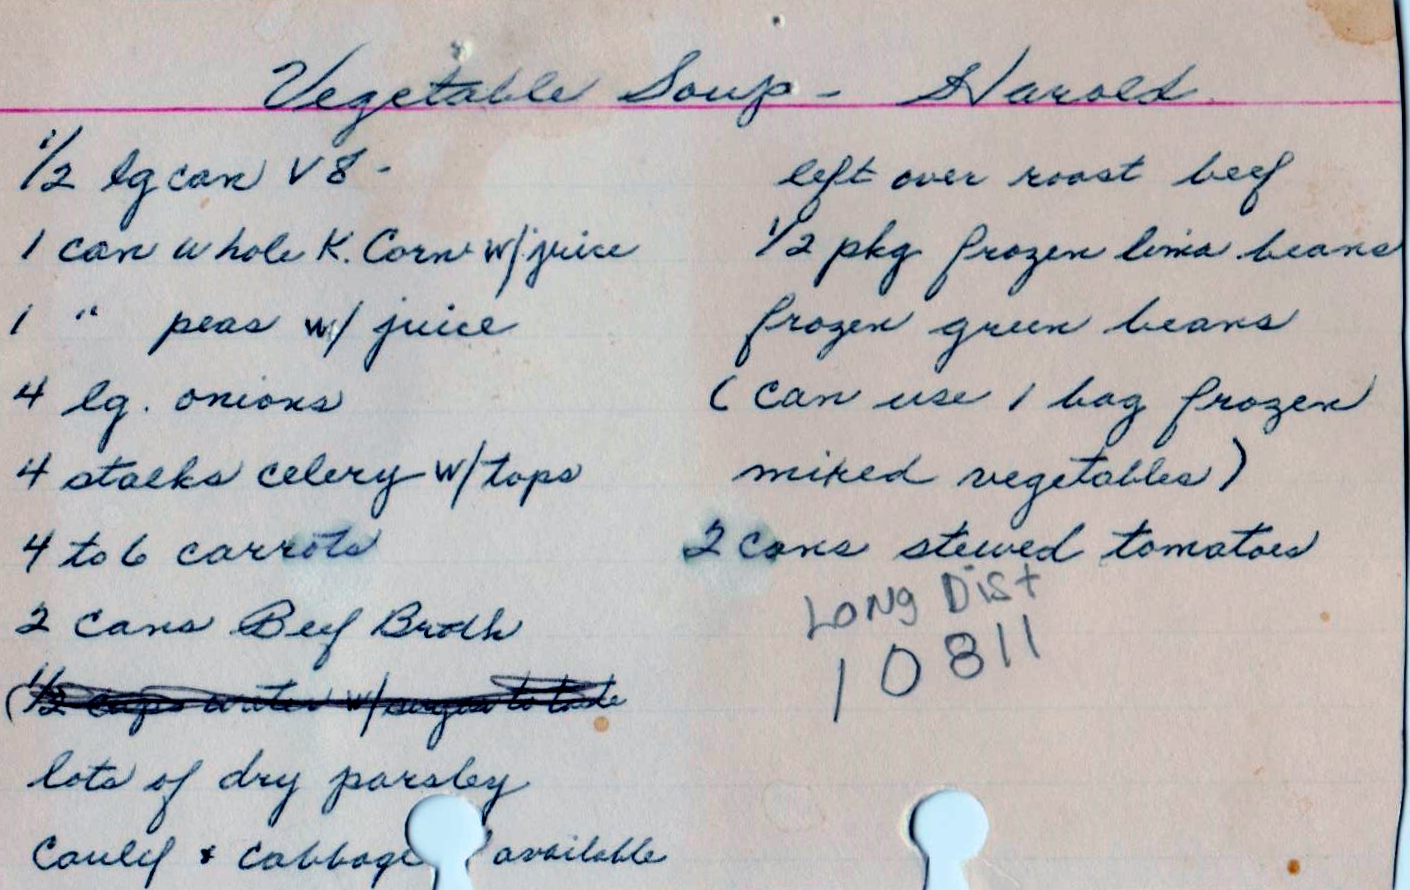 Vegetable Soup - Harold
1/2 lg can V8 -
1 can whole K. Corn w/juice
1 " peas w/ juice
4 lg. onions
4 stalks celery w/tops
4 to 6 carrots
2 cans Beef Broth
(1/2 cups water w/ to taste
lots of dry parsley
Caulif & Cabbage available
left over roast beef
1/2 pkg frozen lima beans
frozen green beans
(can use 1 bag frozen
mixed vegetables)
2 cans stewed tomatoes
Long Dist
10811